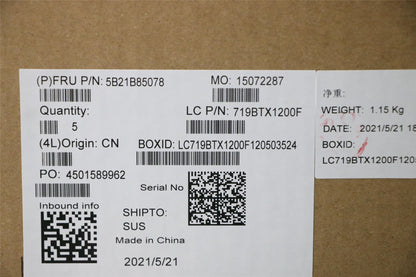 (P)FRU P/N: 5B21B85078
MO: 15072287
Quantity:
5
LC P/N: 719BTX1200F
(4L)Origin: CN
BOXID: LC719BTX1200F120503524
PO: 4501589962
Serial No
Inbound info
SHIPTO:
SUS
Made in China
2021/5/21
净重:
WEIGHT: 1.15 Kg
DATE: 2021/5/21 18
BOXID:
LC719BTX1200F1205